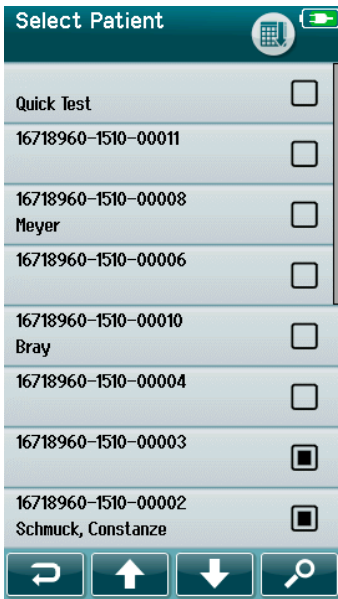 Select Patient
Quick Test
16718960-1510-00011
16718960-1510-00008
Meyer
16718960-1510-00006
16718960-1510-00010
Bray
16718960-1510-00004
16718960-1510-00003
16718960-1510-00002
Schmuck, Constanze